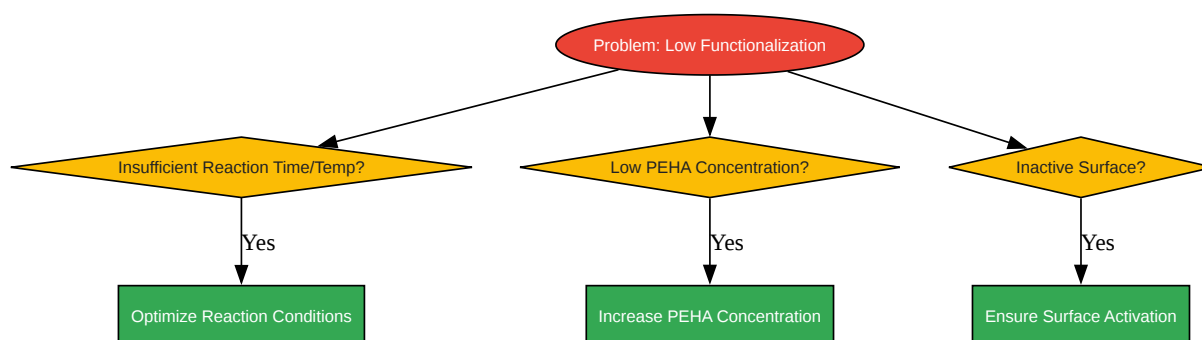 Problem: Low Functionalization
Insufficient Reaction Time/Temp?
Low PEHA Concentration?
Inactive Surface?
Yes
Yes
Yes
Optimize Reaction Conditions
Increase PEHA Concentration
Ensure Surface Activation